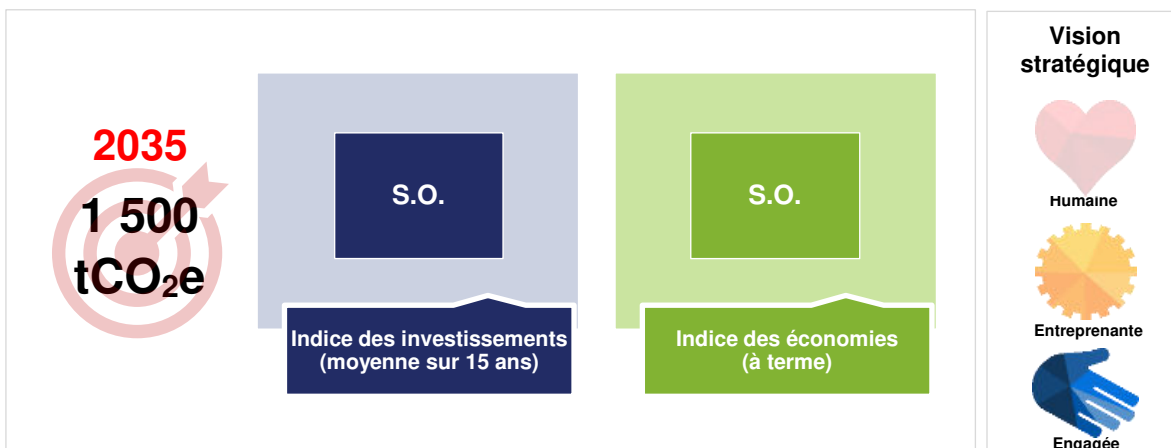 2035
1 500
tCO₂e
S.O.
Indice des investissements
(moyenne sur 15 ans)
S.O.
Indice des économies
(à terme)
Vision
stratégique
Humaine
Entreprenante
Engagée